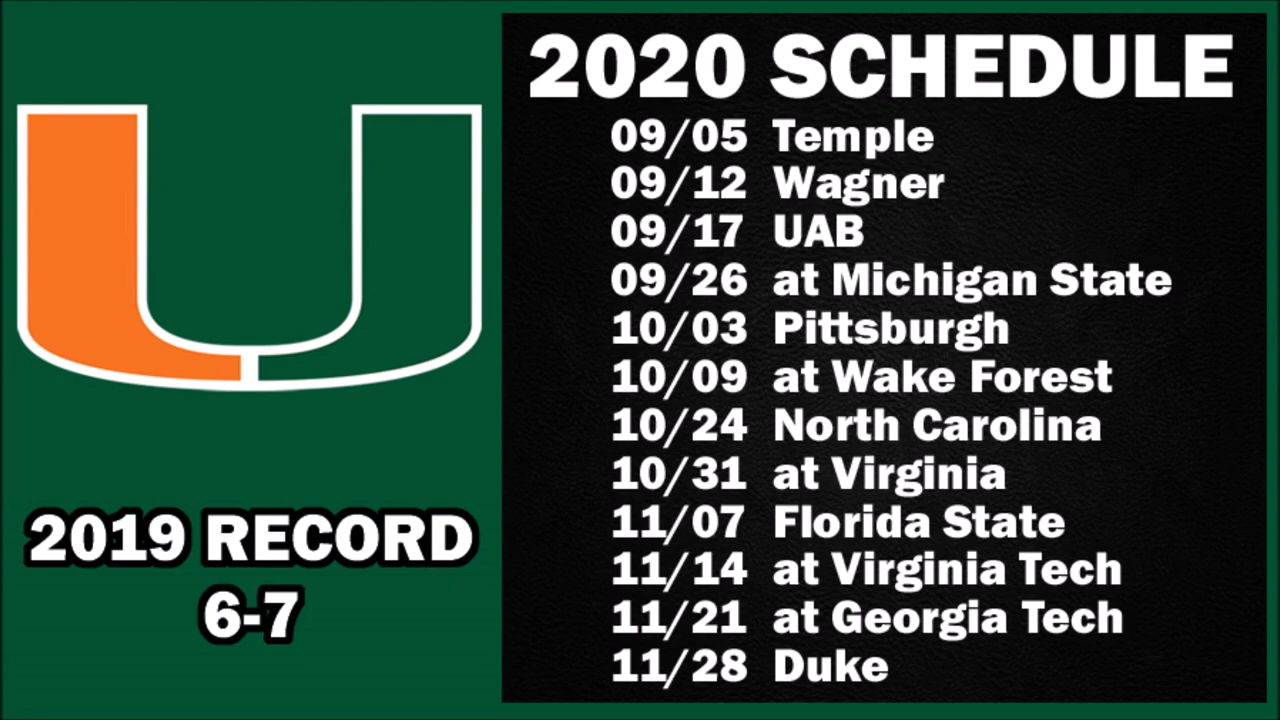 2020 SCHEDULE
09/05 Temple
09/12 Wagner
09/17 UAB
09/26 at Michigan State
10/03 Pittsburgh
10/09 at Wake Forest
10/24 North Carolina
10/31 at Virginia
11/07 Florida State
11/14 at Virginia Tech
11/21 at Georgia Tech
11/28 Duke
2019 RECORD
6-7